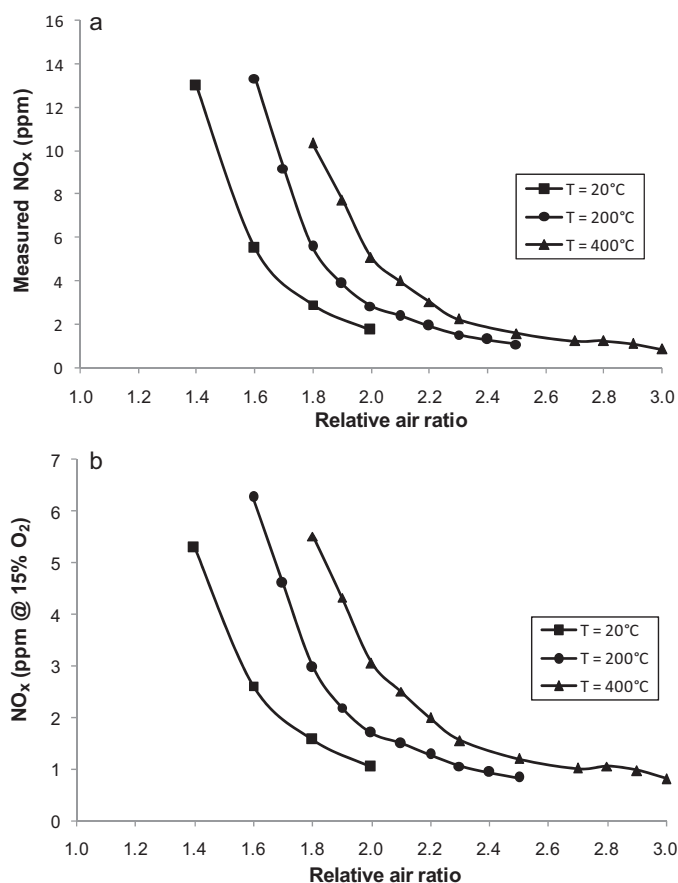 a
16
14
12
10
8
6
4
2
0
Measured NOx (ppm)
T = 20°C
T = 200°C
T = 400°C
1.0 1.2 1.4 1.6 1.8 2.0 2.2 2.4 2.6 2.8 3.0
Relative air ratio
b
7
6
5
4
3
2
1
0
NOx (ppm @ 15% O2)
T = 20°C
T = 200°C
T = 400°C
1.0 1.2 1.4 1.6 1.8 2.0 2.2 2.4 2.6 2.8 3.0
Relative air ratio